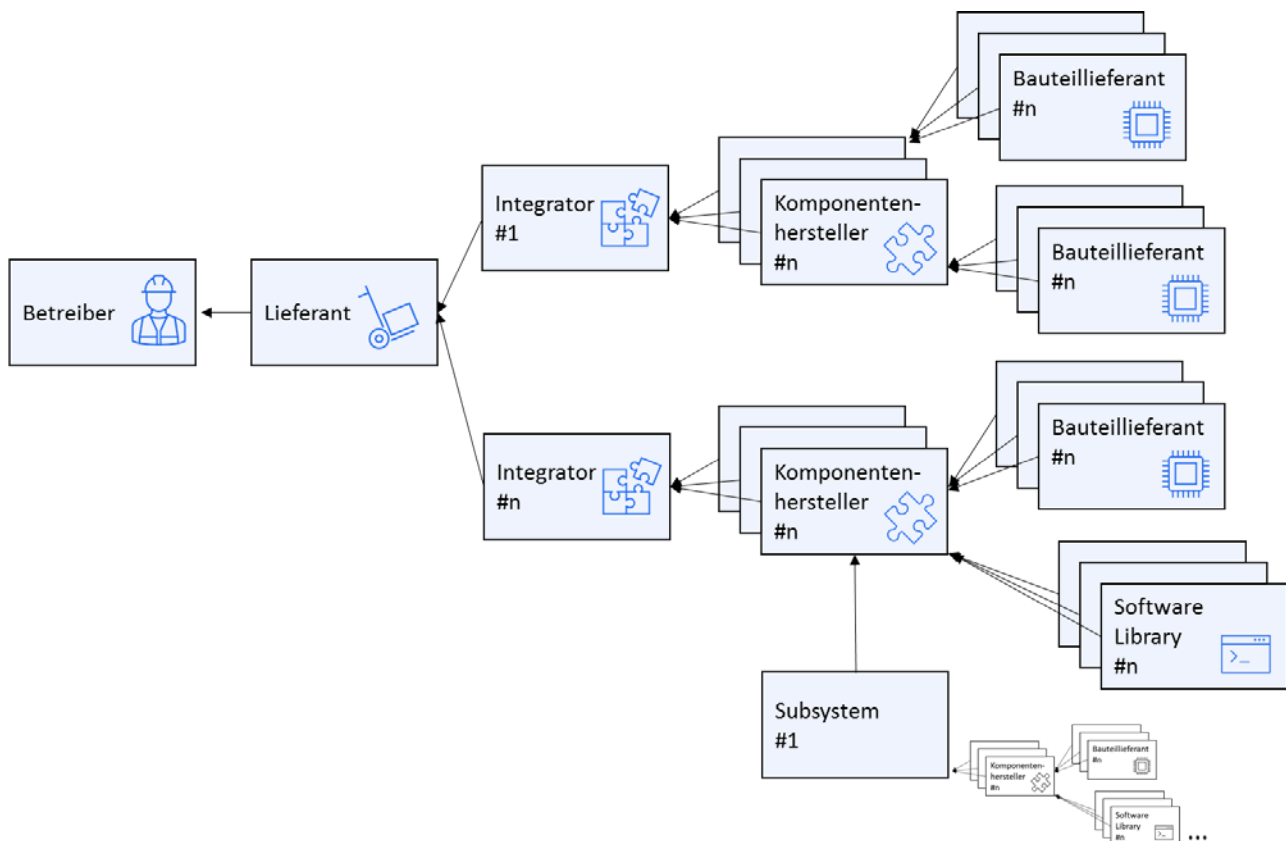 Bauteillieferant
#n
Integrator
#1
Komponenten-
hersteller
#n
Bauteillieferant
#n
Betreiber
Lieferant
Integrator
#n
Komponenten-
hersteller
#n
Bauteillieferant
#n
Software
Library
#n
>_
Subsystem
#1
Komponenten-
hersteller
#n
Bauteillieferant
#n
Software
Library
#n
>_
...